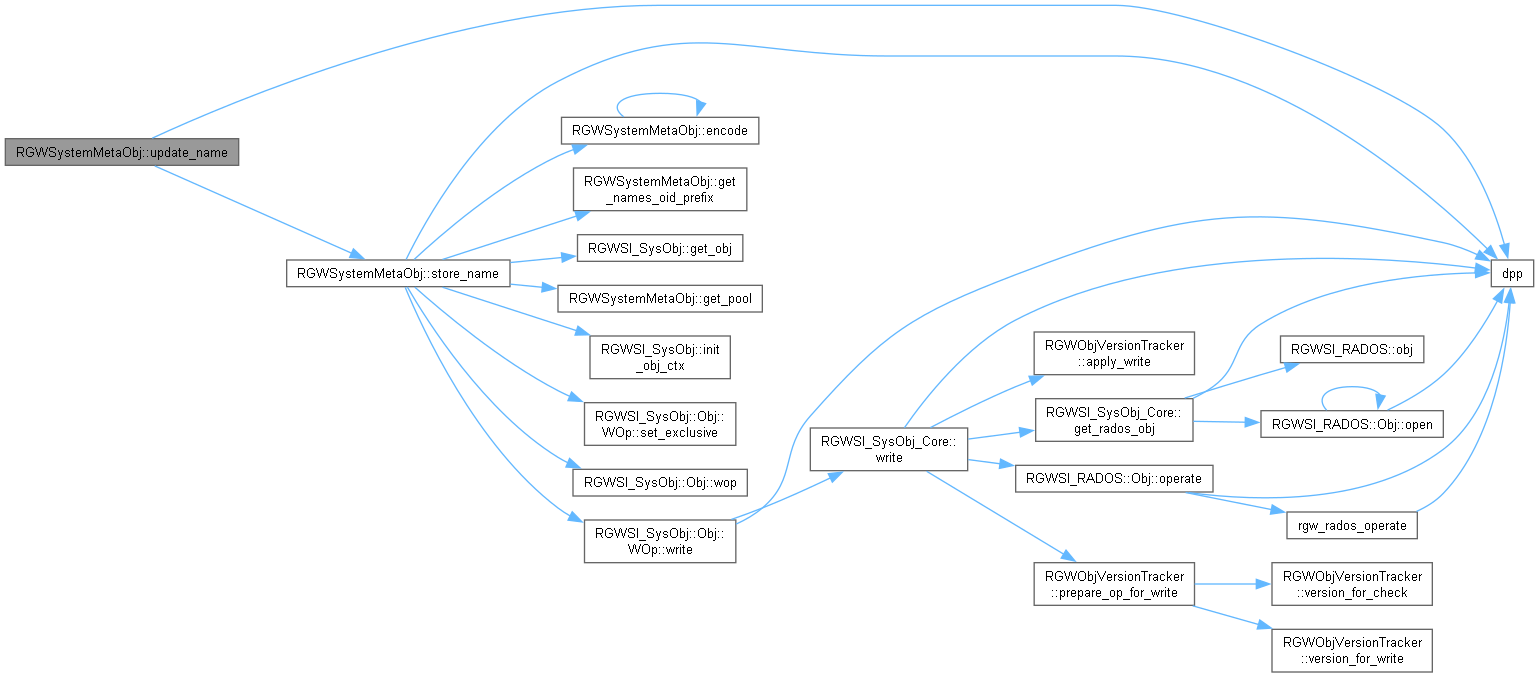 RGWSystemMetaObj::update_name
RGWSystemMetaObj::store_name
RGWSystemMetaObj::encode
RGWSystemMetaObj::get
_names_oid_prefix
RGWSI_SysObj::get_obj
RGWSystemMetaObj::get_pool
RGWSI_SysObj::init
_obj_ctx
RGWSI_SysObj::Obj::
WOp::set_exclusive
RGWSI_SysObj::Obj::wop
RGWSI_SysObj::Obj::
WOp::write
RGWSI_SysObj_Core::
write
RGWObjVersionTracker
::apply_write
RGWSI_SysObj_Core::
get_rados_obj
RGWSI_RADOS::Obj::operate
RGWObjVersionTracker
::prepare_op_for_write
RGWSI_RADOS::obj
RGWSI_RADOS::Obj::open
rgw_rados_operate
RGWObjVersionTracker
::version_for_check
RGWObjVersionTracker
::version_for_write
dpp